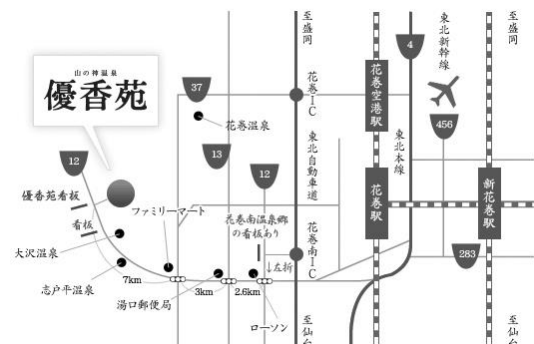 山の神温泉
優香苑
至盛岡
東北新幹線
至盛岡
4
37
花巻IC
花巻空港駅
456
花巻温泉
13
12
12
東北自動車道
東北本線
優香苑看板
看板
ファミリーマート
花巻南温泉郷
の看板あり
花巻南IC
花巻駅
新花巻駅
大沢温泉
↓左折
283
志戸平温泉
7km
3km
2.6km
湯口郵便局
ローソン
至仙台
至仙台